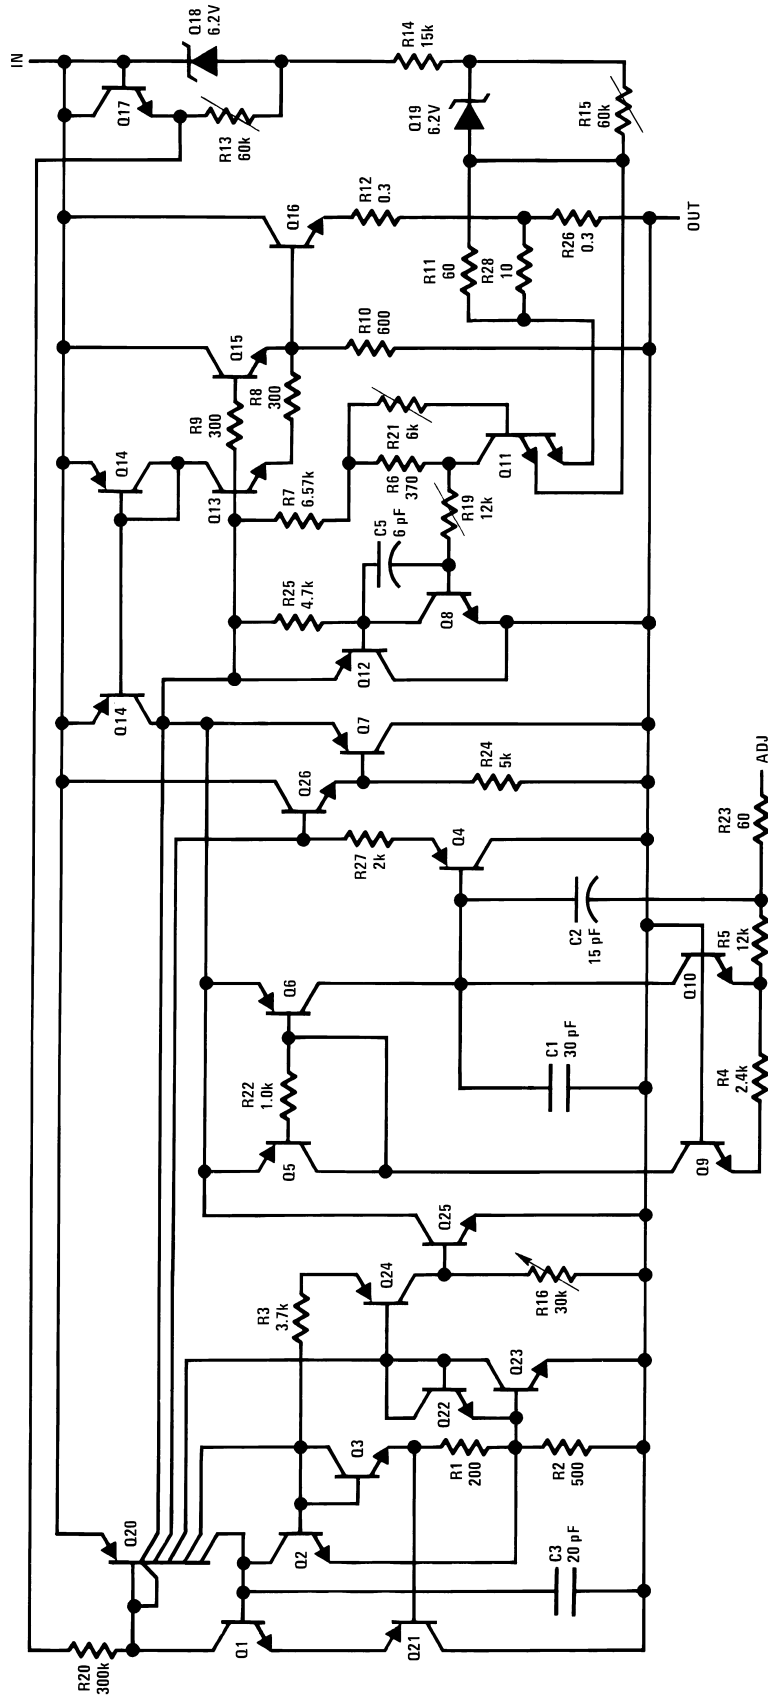 IN
Q18
6.2V
Q17
R13
60k
R14
15k
Q19
6.2V
R15
60k
R12
0.3
Q16
R11
60
R28
10
R26
0.3
OUT
Q15
R10
600
R9
300
R8
300
Q14
Q13
R7
6.57k
R21
6k
R6
370
Q11
R19
12k
C5
6 pF
R25
4.7k
Q8
Q12
Q14
Q7
R24
5k
Q26
R27
2k
Q4
ADJ
R23
60
C2
15 pF
R5
12k
Q10
Q6
C1
30 pF
R22
1.0k
R4
2.4k
Q5
Q9
Q25
R3
3.7k
Q24
R16
30k
Q23
Q22
Q3
R1
200
R2
500
Q20
Q2
C3
20 pF
Q1
Q21
R20
300k